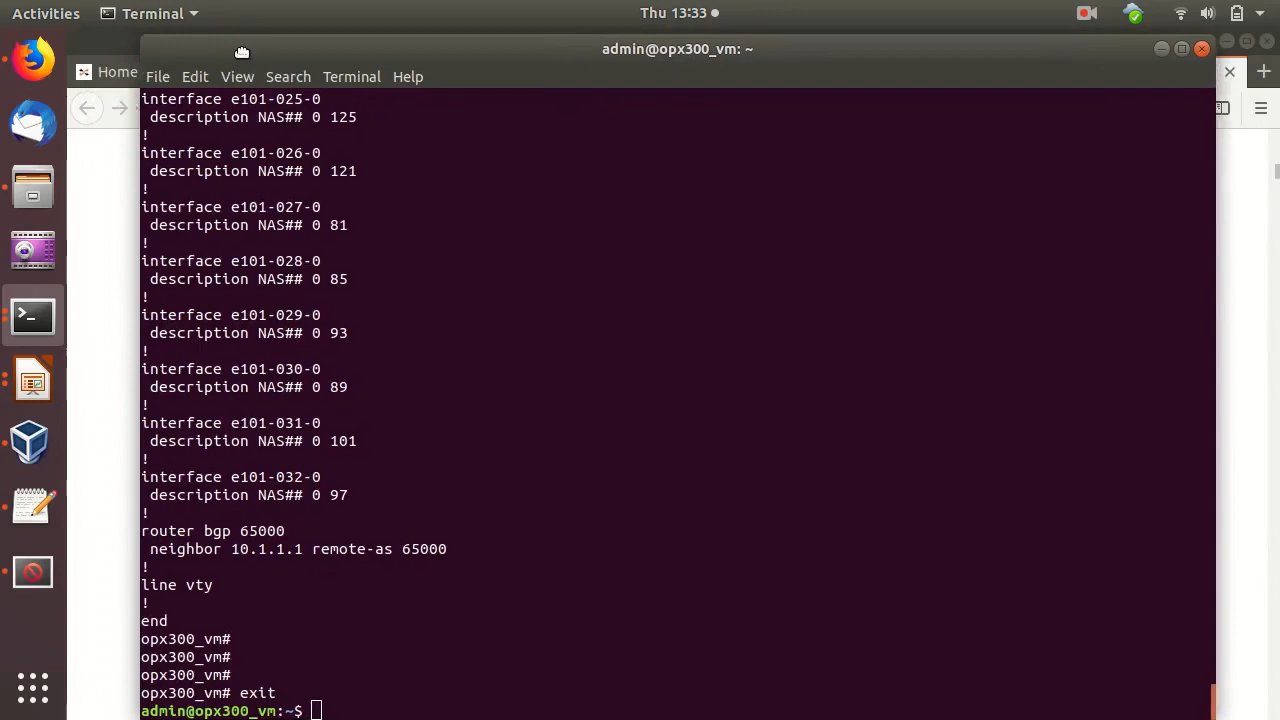 Activities
Terminal
Thu 13:33
admin@opx300_vm: ~
Home
File Edit View Search Terminal Help
interface e101-025-0
description NAS## 0 125
!
interface e101-026-0
description NAS## 0 121
!
interface e101-027-0
description NAS## 0 81
!
interface e101-028-0
description NAS## 0 85
!
interface e101-029-0
description NAS## 0 93
!
interface e101-030-0
description NAS## 0 89
!
interface e101-031-0
description NAS## 0 101
!
interface e101-032-0
description NAS## 0 97
!
router bgp 65000
neighbor 10.1.1.1 remote-as 65000
!
line vty
!
end
opx300_vm#
opx300_vm#
opx300_vm#
opx300_vm# exit
admin@opx300_vm:~$